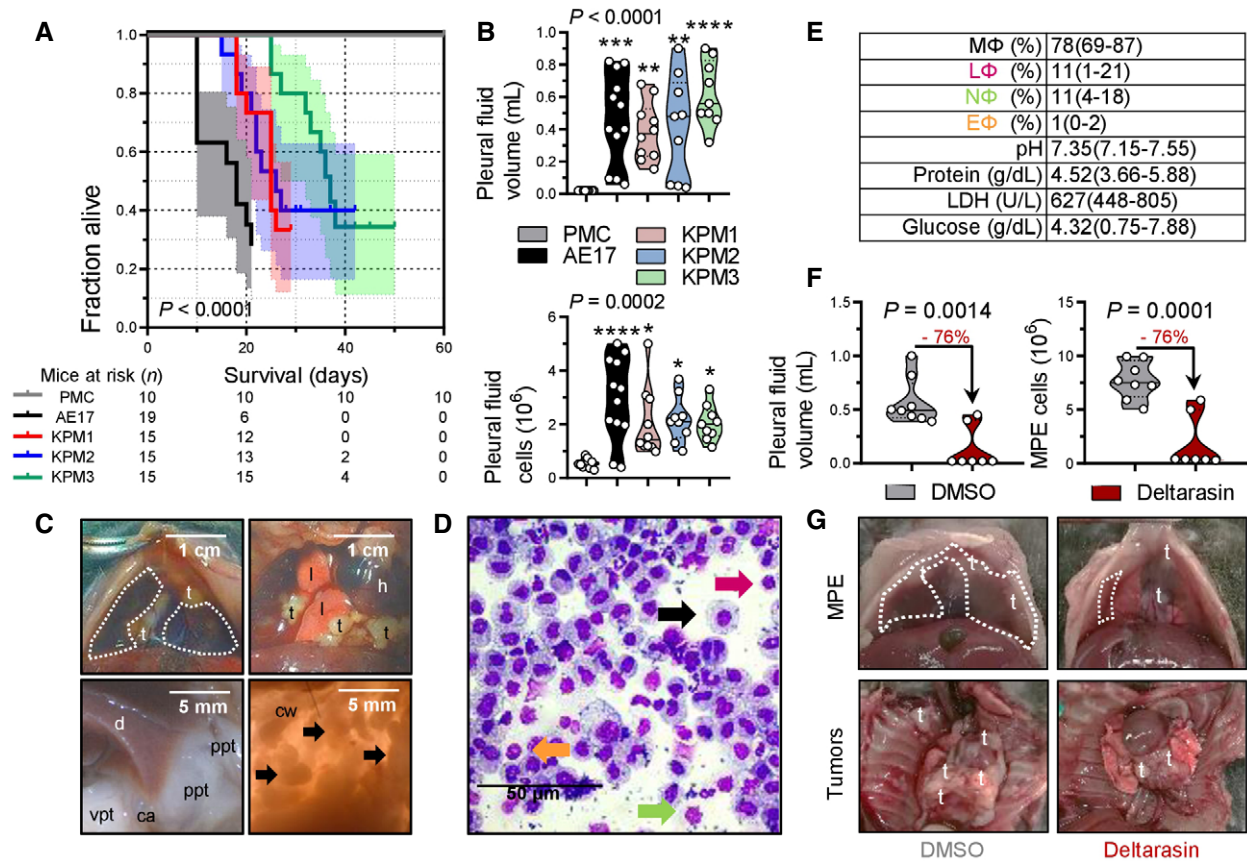 A
1.0
0.8
0.6
0.4
0.2
0.0
Fraction alive
P < 0.0001
0 20 40 60
Mice at risk (n) Survival (days)
PMC 10 10 10 10
AE17 19 6 0 0
KPM1 15 12 0 0
KPM2 15 13 2 0
KPM3 15 15 4 0
B
P < 0.0001
*** ** ** ****
Pleural fluid
volume (mL)
1.0
0.8
0.6
0.4
0.2
0.0
PMC
AE17
KPM1
KPM2
KPM3
P = 0.0002
**** * * *
Pleural fluid
cells (10⁶)
5
4
3
2
1
0
E
MΦ (%) 78(69-87)
LΦ (%) 11(1-21)
NΦ (%) 11(4-18)
EΦ (%) 1(0-2)
pH 7.35(7.15-7.55)
Protein (g/dL) 4.52(3.66-5.88)
LDH (U/L) 627(448-805)
Glucose (g/dL) 4.32(0.75-7.88)
F
P = 0.0014
- 76%
Pleural fluid
volume (mL)
1.5
1.0
0.5
0.0
P = 0.0001
- 76%
MPE cells (10⁶)
15
10
5
0
DMSO
Deltarasin
C
1 cm
t
t
1 cm
l
h
t
l
t
t
5 mm
d
ppt
ppt
vpt
ca
5 mm
cw
D
50 µm
G
MPE
t
t
t
t
t
Tumors
t
t
t
t
t
t
DMSO
Deltarasin